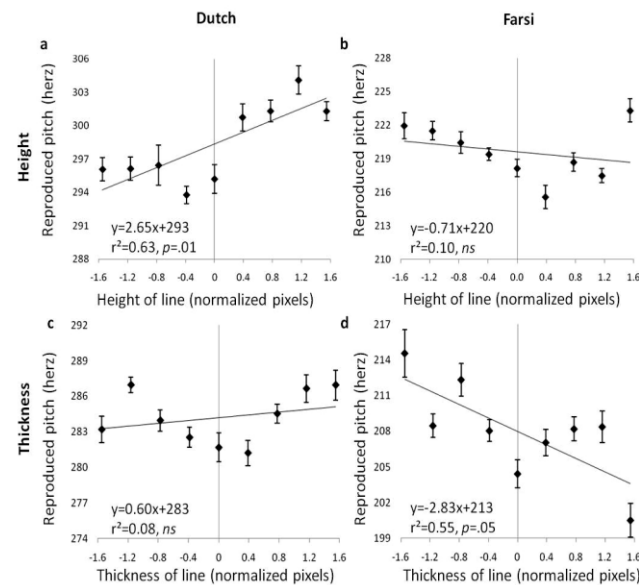 Dutch
Farsi
a
Height
Reproduced pitch (herz)
306
303
300
297
294
291
288
y=2.65x+293
r²=0.63, p=.01
-1.6 -1.2 -0.8 -0.4 0 0.4 0.8 1.2 1.6
Height of line (normalized pixels)
b
Reproduced pitch (herz)
228
225
222
219
216
213
210
y=-0.71x+220
r²=0.10, ns
-1.6 -1.2 -0.8 -0.4 0.0 0.4 0.8 1.2 1.6
Height of line (normalized pixels)
c
Thickness
Reproduced pitch (herz)
292
289
286
283
280
277
274
y=0.60x+283
r²=0.08, ns
-1.6 -1.2 -0.8 -0.4 0 0.4 0.8 1.2 1.6
Thickness of line (normalized pixels)
d
Reproduced pitch (herz)
217
214
211
208
205
202
199
y=-2.83x+213
r²=0.55, p=.05
-1.6 -1.2 -0.8 -0.4 0.0 0.4 0.8 1.2 1.6
Thickness of line (normalized pixels)